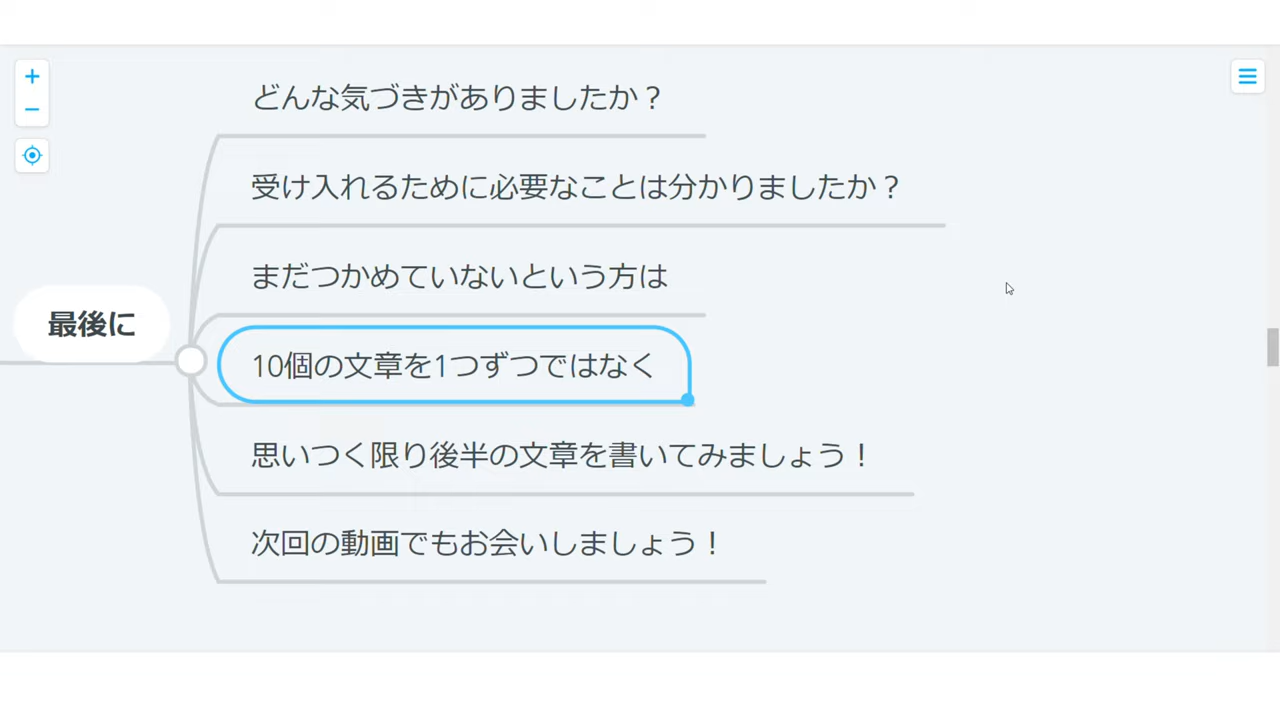 どんな気づきがありましたか？
受け入れるために必要なことは分かりましたか？
まだつかめていないという方は
最後に
10個の文章を1つずつではなく
思いつく限り後半の文章を書いてみましょう！
次回の動画でもお会いしましょう！